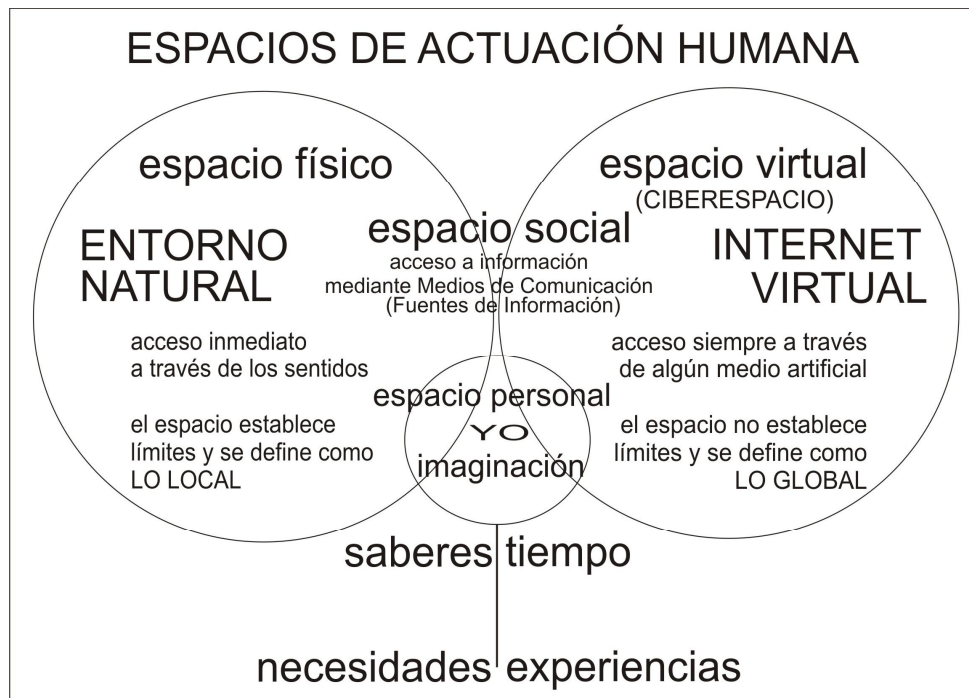 ESPACIOS DE ACTUACIÓN HUMANA
espacio físico
ENTORNO
NATURAL
acceso inmediato
a través de los sentidos
el espacio establece
límites y se define como
LO LOCAL
espacio social
acceso a información
mediante Medios de Comunicación
(Fuentes de Información)
espacio personal
YO
imaginación
espacio virtual
(CIBERESPACIO)
INTERNET
VIRTUAL
acceso siempre a través
de algún medio artificial
el espacio no establece
límites y se define como
LO GLOBAL
saberes tiempo
necesidades experiencias